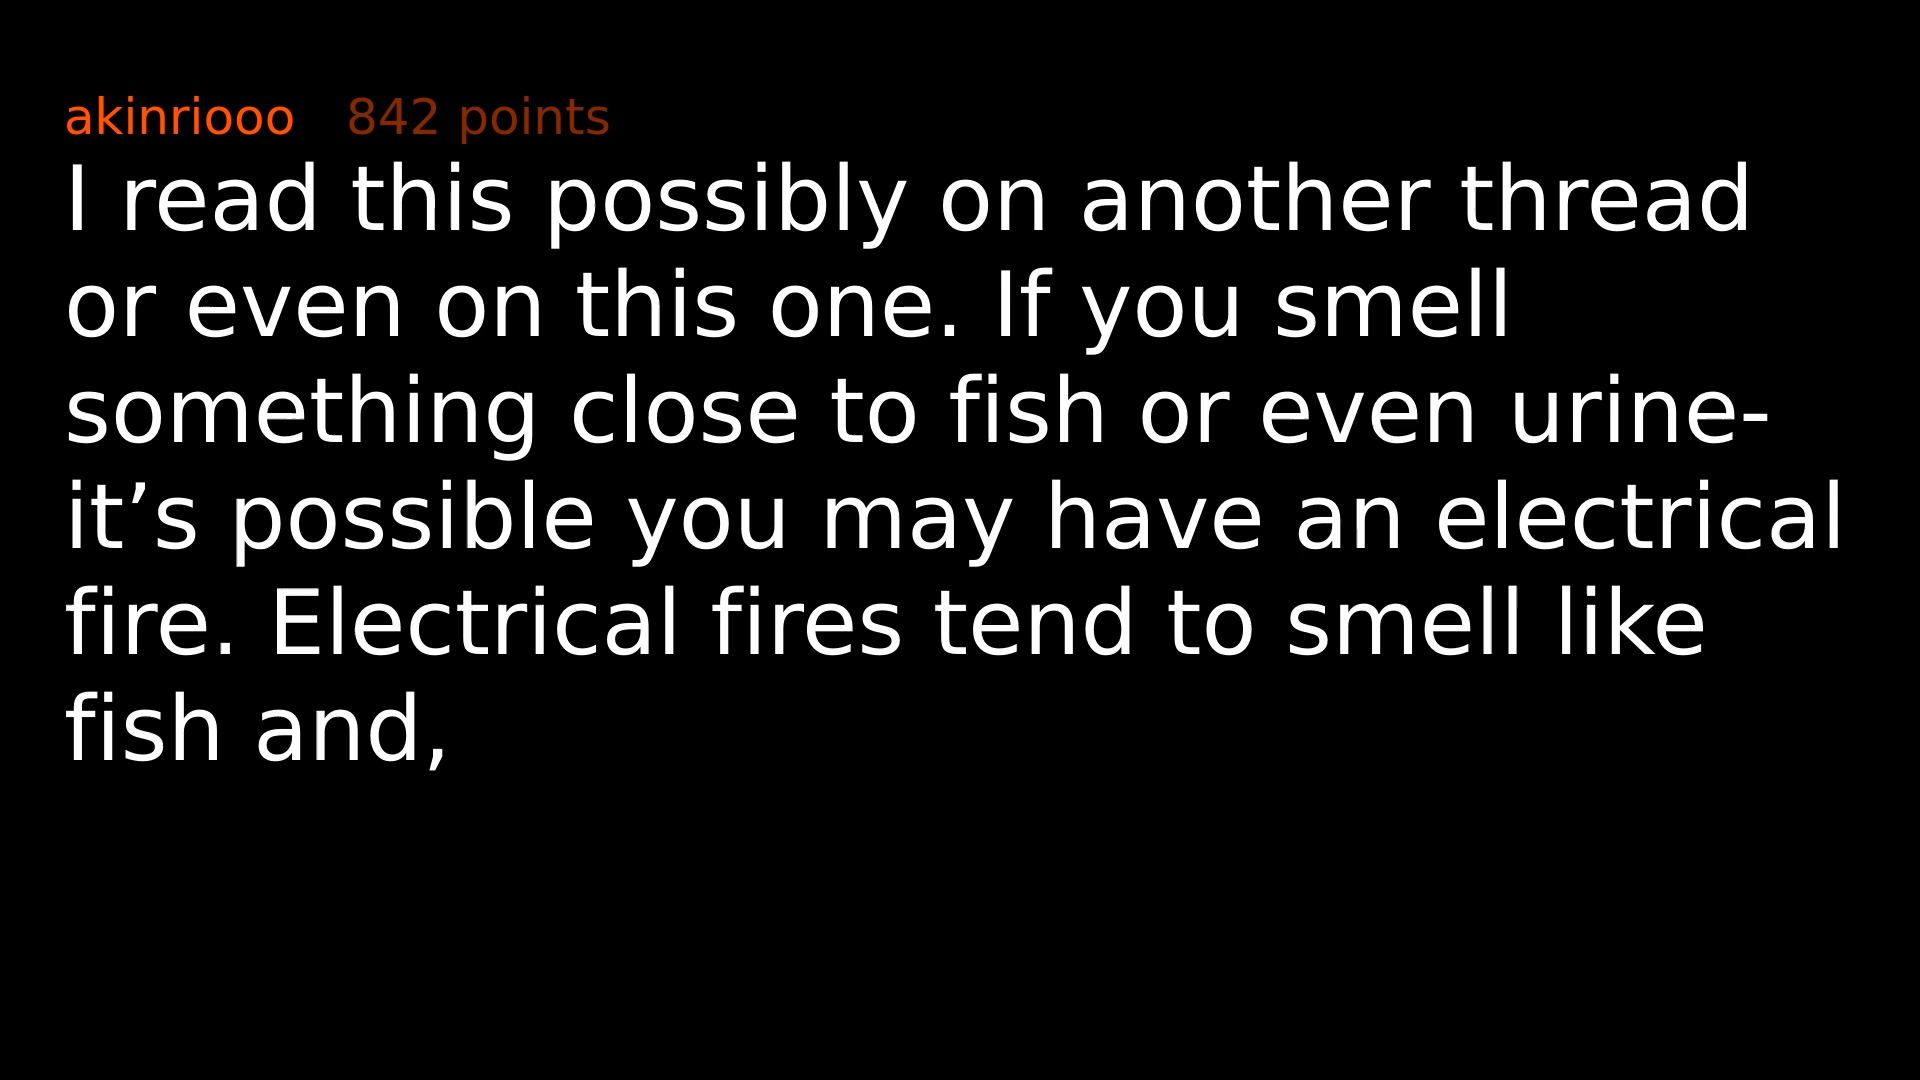 akinriooo 842 points
I read this possibly on another thread
or even on this one. If you smell
something close to fish or even urine-
it’s possible you may have an electrical
fire. Electrical fires tend to smell like
fish and,